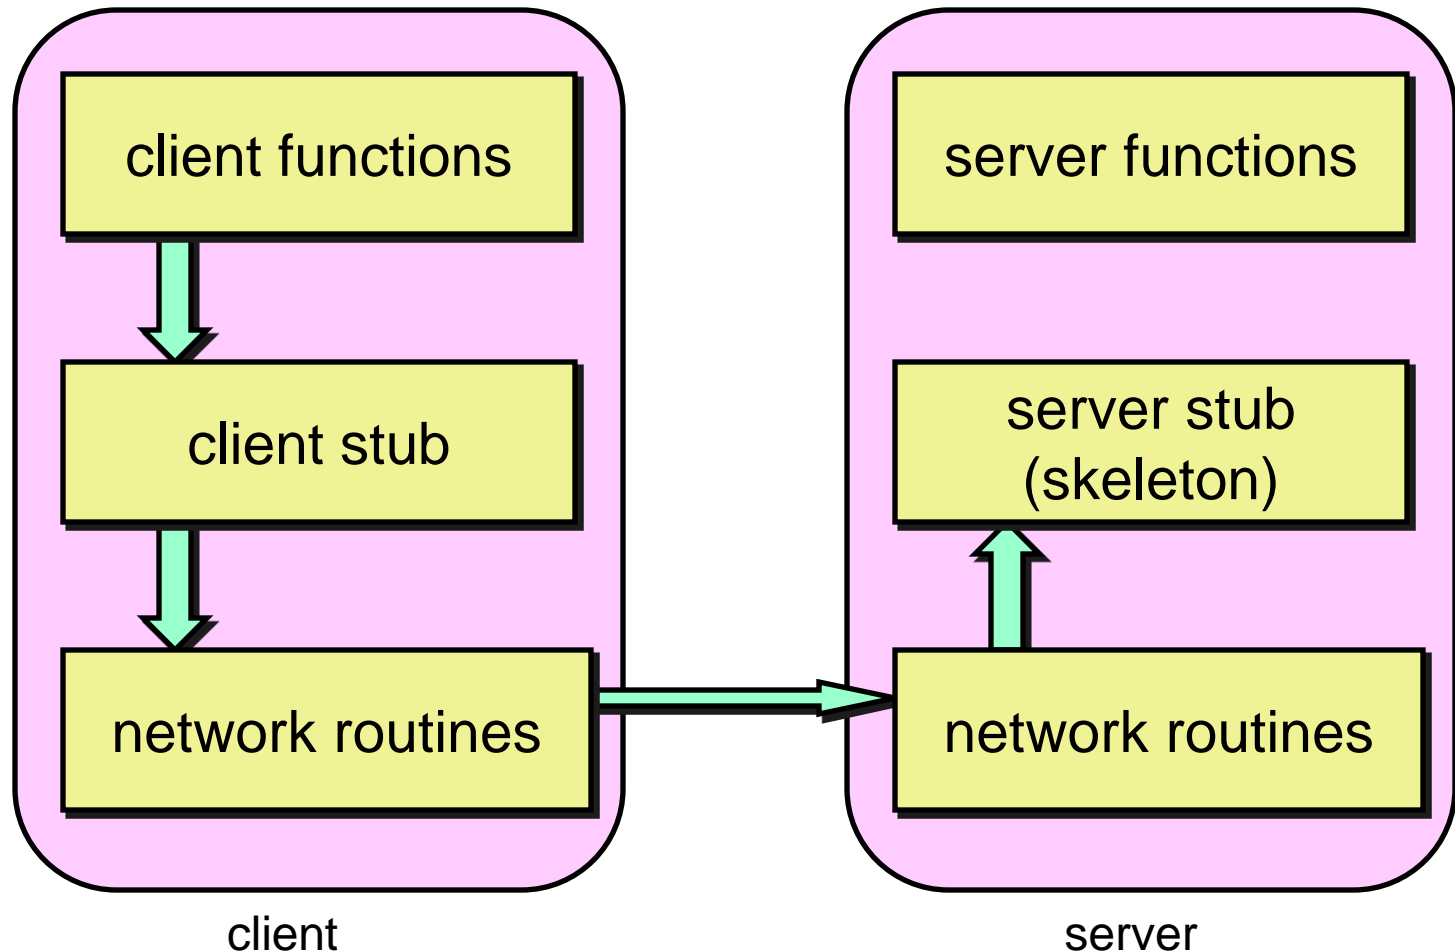 client functions
client stub
network routines
client
server functions
server stub
(skeleton)
network routines
server